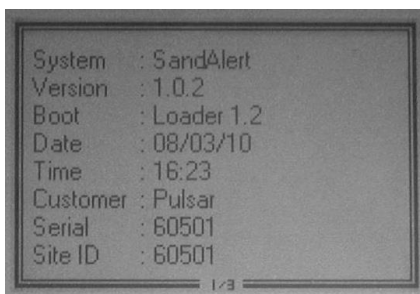 System : SandAlert
Version : 1.0.2
Boot : Loader 1.2
Date : 08/03/10
Time : 16:23
Customer : Pulsar
Serial : 60501
Site ID : 60501
1/3